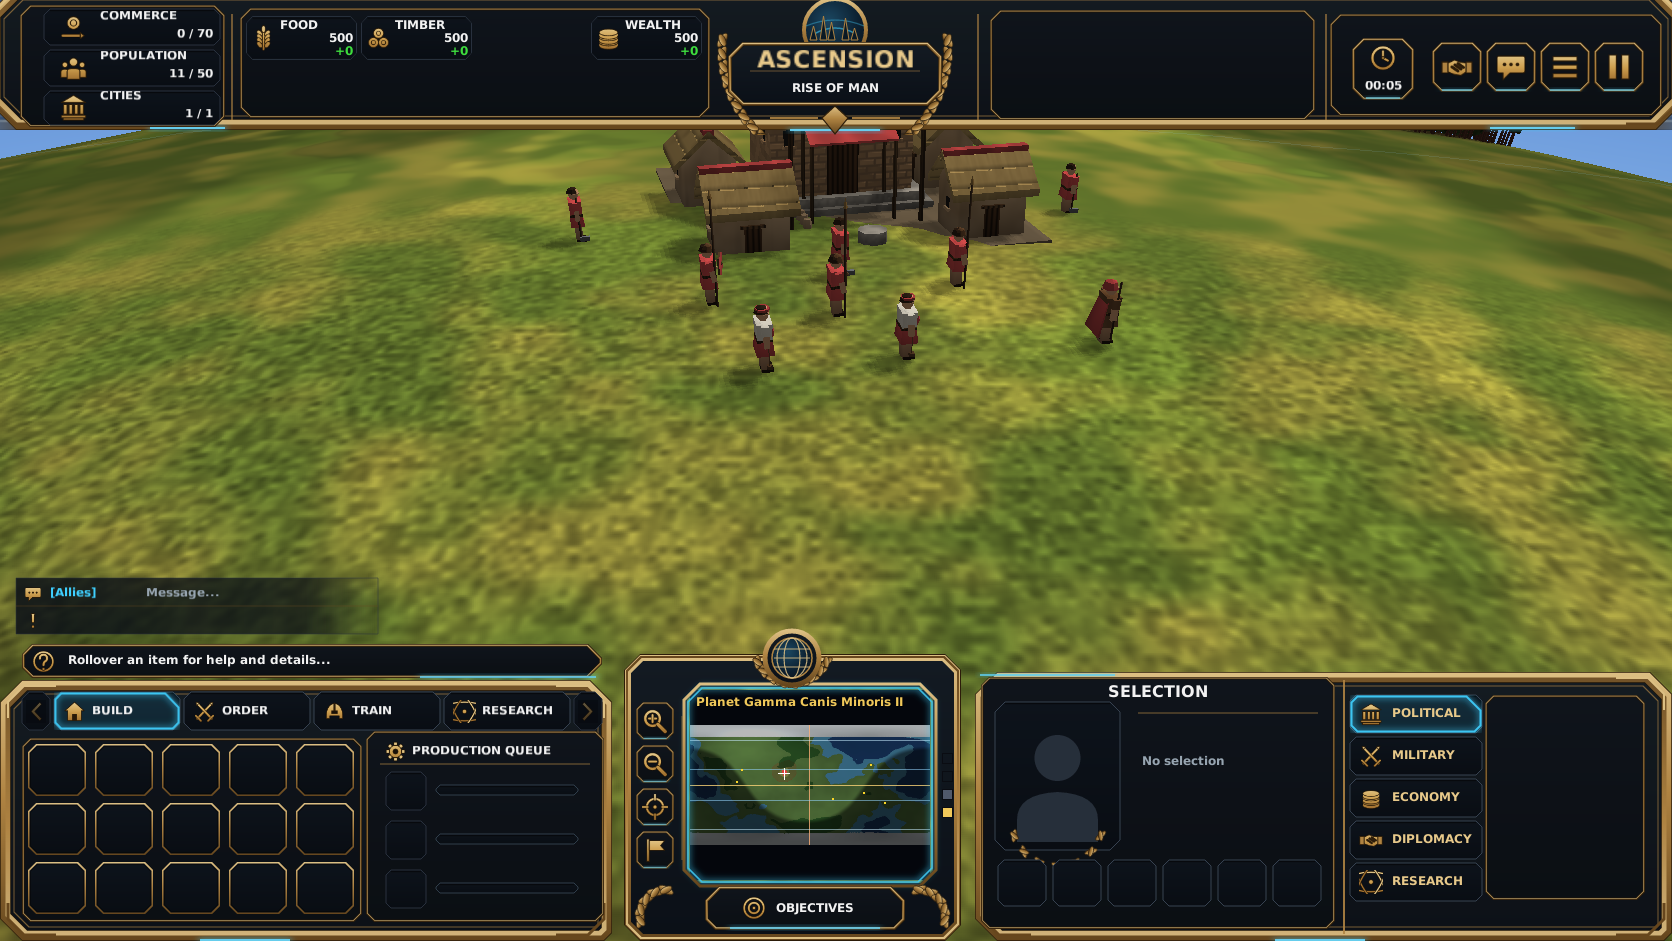 COMMERCE
0 / 70
POPULATION
11 / 50
CITIES
1 / 1
FOOD
500
+0
TIMBER
500
+0
WEALTH
500
+0
ASCENSION
RISE OF MAN
00:05
[Allies] Message...
!
Rollover an item for help and details...
BUILD
ORDER
TRAIN
RESEARCH
PRODUCTION QUEUE
Planet Gamma Canis Minoris II
OBJECTIVES
SELECTION
No selection
POLITICAL
MILITARY
ECONOMY
DIPLOMACY
RESEARCH